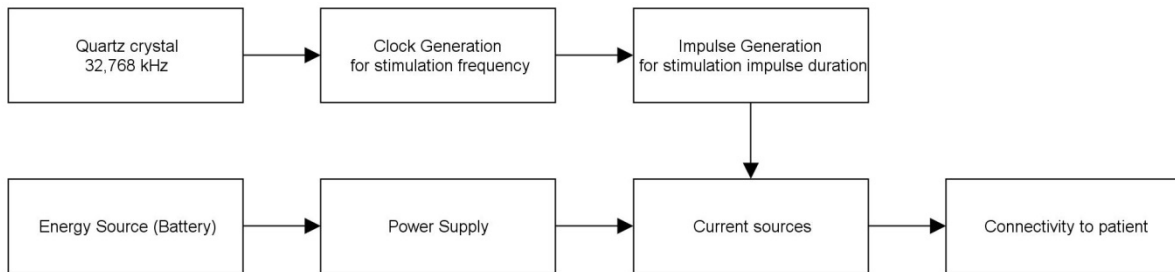 Quartz crystal
32,768 kHz
Clock Generation
for stimulation frequency
Impulse Generation
for stimulation impulse duration
Energy Source (Battery)
Power Supply
Current sources
Connectivity to patient